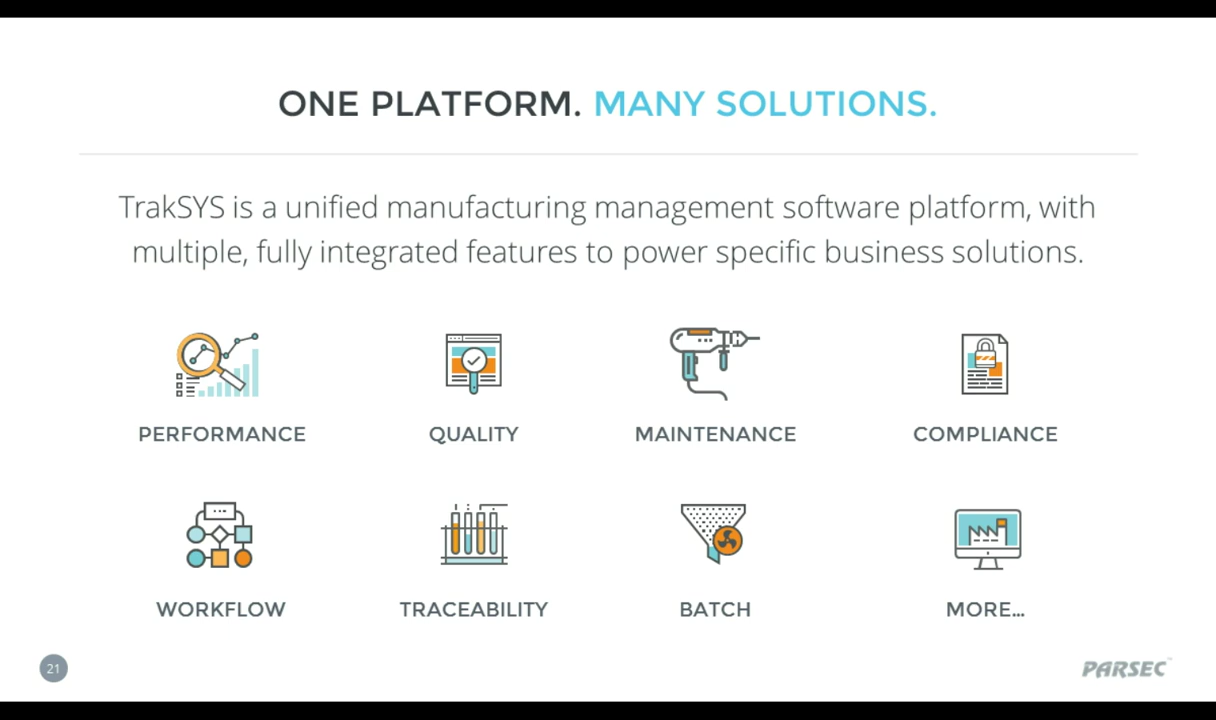 ONE PLATFORM. MANY SOLUTIONS.
TrakSYS is a unified manufacturing management software platform, with
multiple, fully integrated features to power specific business solutions.
PERFORMANCE
QUALITY
MAINTENANCE
COMPLIANCE
WORKFLOW
TRACEABILITY
BATCH
MORE...
21
PARSEC™